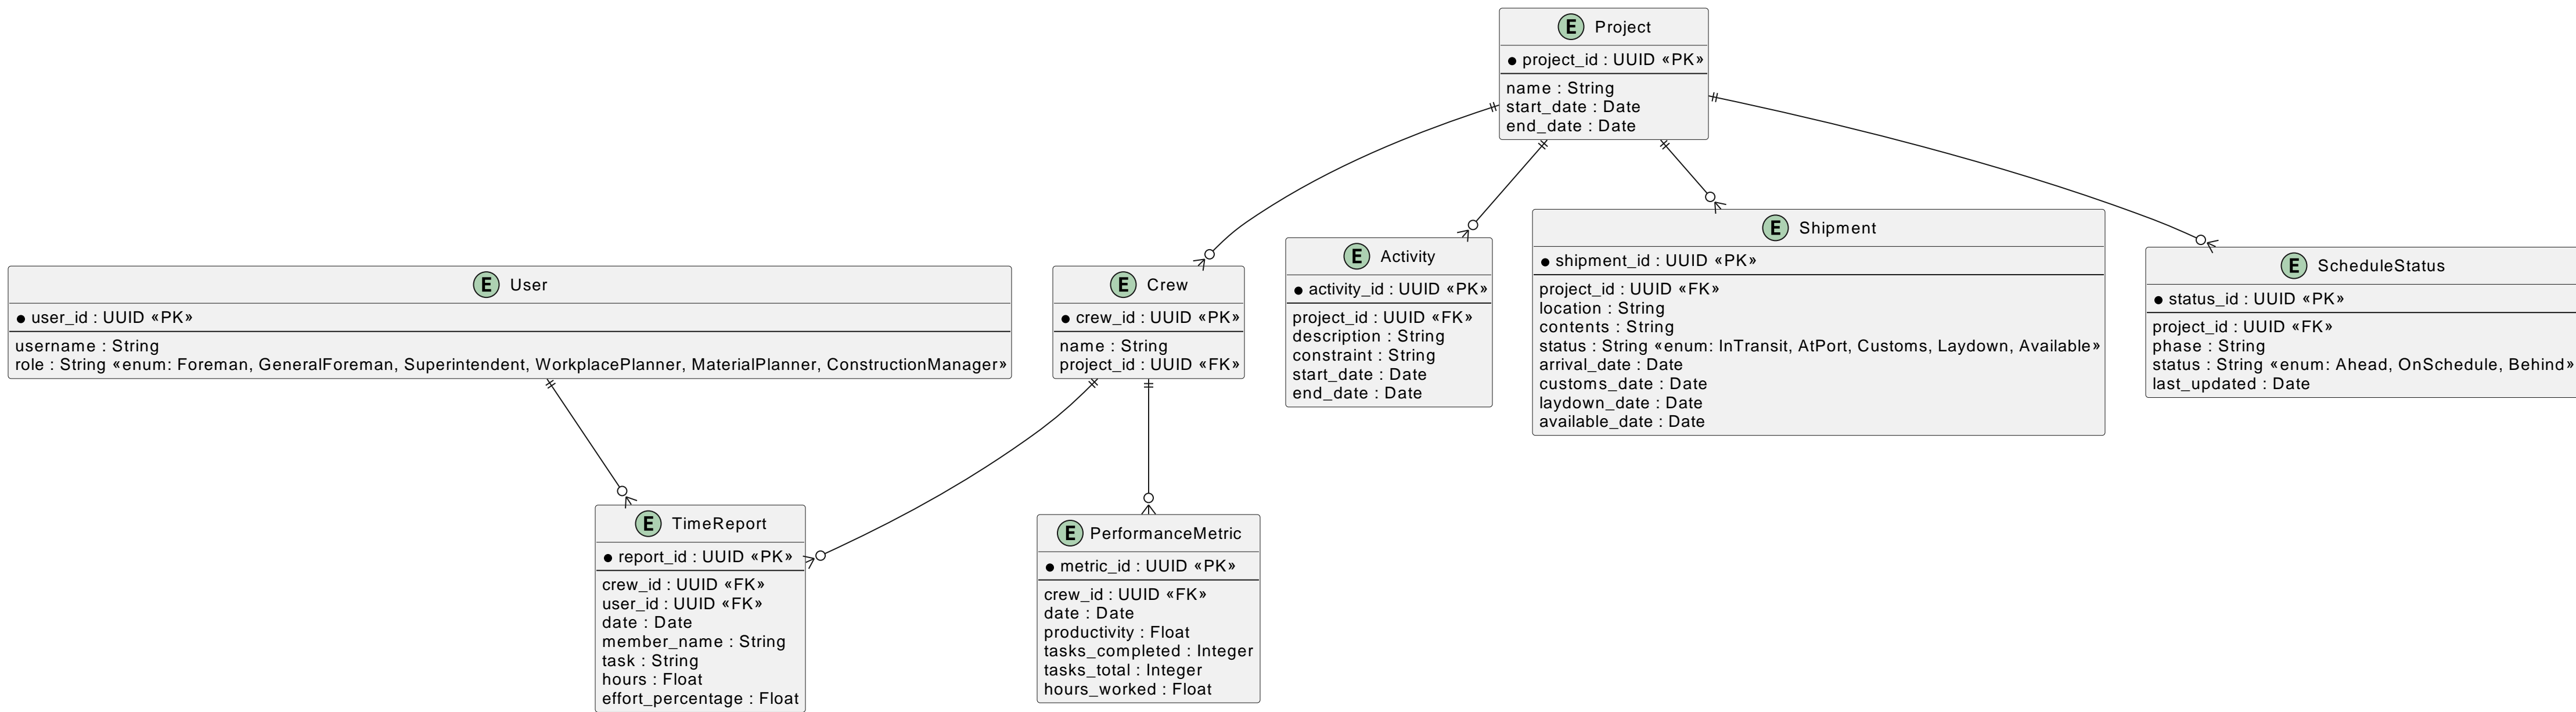 E Project
project_id : UUID «PK»
name : String
start_date : Date
end_date : Date
E User
user_id : UUID «PK»
username : String
role : String «enum: Foreman, GeneralForeman, Superintendent, WorkplacePlanner, MaterialPlanner, ConstructionManager»
E Crew
crew_id : UUID «PK»
name : String
project_id : UUID «FK»
E Activity
activity_id : UUID «PK»
project_id : UUID «FK»
description : String
constraint : String
start_date : Date
end_date : Date
E Shipment
shipment_id : UUID «PK»
project_id : UUID «FK»
location : String
contents : String
status : String «enum: InTransit, AtPort, Customs, Laydown, Available»
arrival_date : Date
customs_date : Date
laydown_date : Date
available_date : Date
E ScheduleStatus
status_id : UUID «PK»
project_id : UUID «FK»
phase : String
status : String «enum: Ahead, OnSchedule, Behind»
last_updated : Date
E TimeReport
report_id : UUID «PK»
crew_id : UUID «FK»
user_id : UUID «FK»
date : Date
member_name : String
task : String
hours : Float
effort_percentage : Float
E PerformanceMetric
metric_id : UUID «PK»
crew_id : UUID «FK»
date : Date
productivity : Float
tasks_completed : Integer
tasks_total : Integer
hours_worked : Float